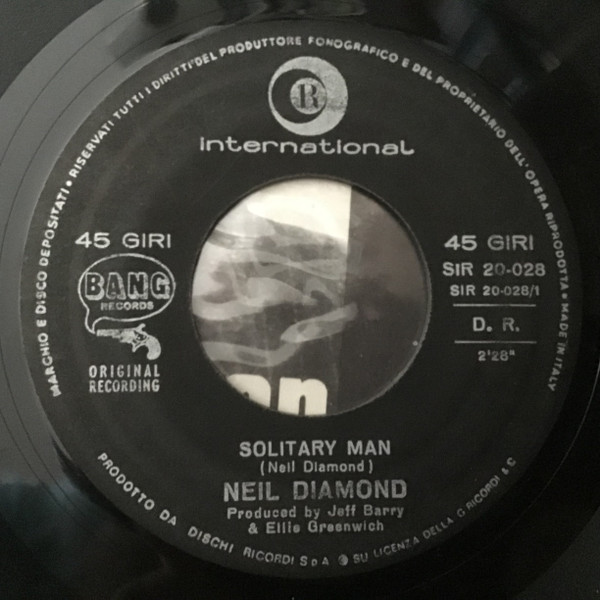 MARCHIO E DISCO DEPOSITATI • RISERVATI TUTTI I DIRITTI DEL PRODUTTORE FONOGRAFICO E DEL PROPRIETARIO DELL'OPERA RIPRODOTTA • MADE IN ITALY
R
international
45 GIRI
BANG
RECORDS
ORIGINAL
RECORDING
45 GIRI
SIR 20-028
SIR 20-028/1
D. R.
2'28"
on
SOLITARY MAN
(Neil Diamond)
NEIL DIAMOND
Produced by Jeff Barry
& Ellie Greenwich
PRODOTTO DA DISCHI RICORDI S p A SU LICENZA DELLA G RICORDI & C